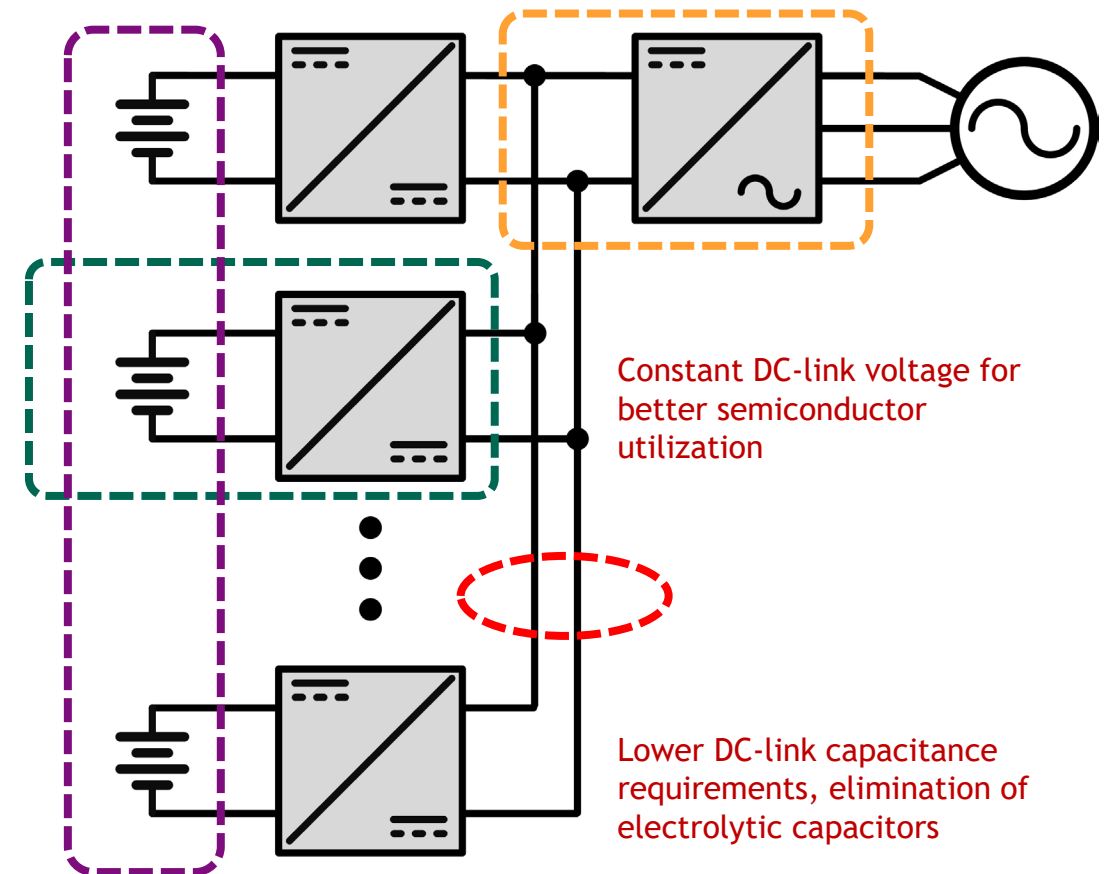 Constant DC-link voltage for
better semiconductor
utilization
Lower DC-link capacitance
requirements, elimination of
electrolytic capacitors